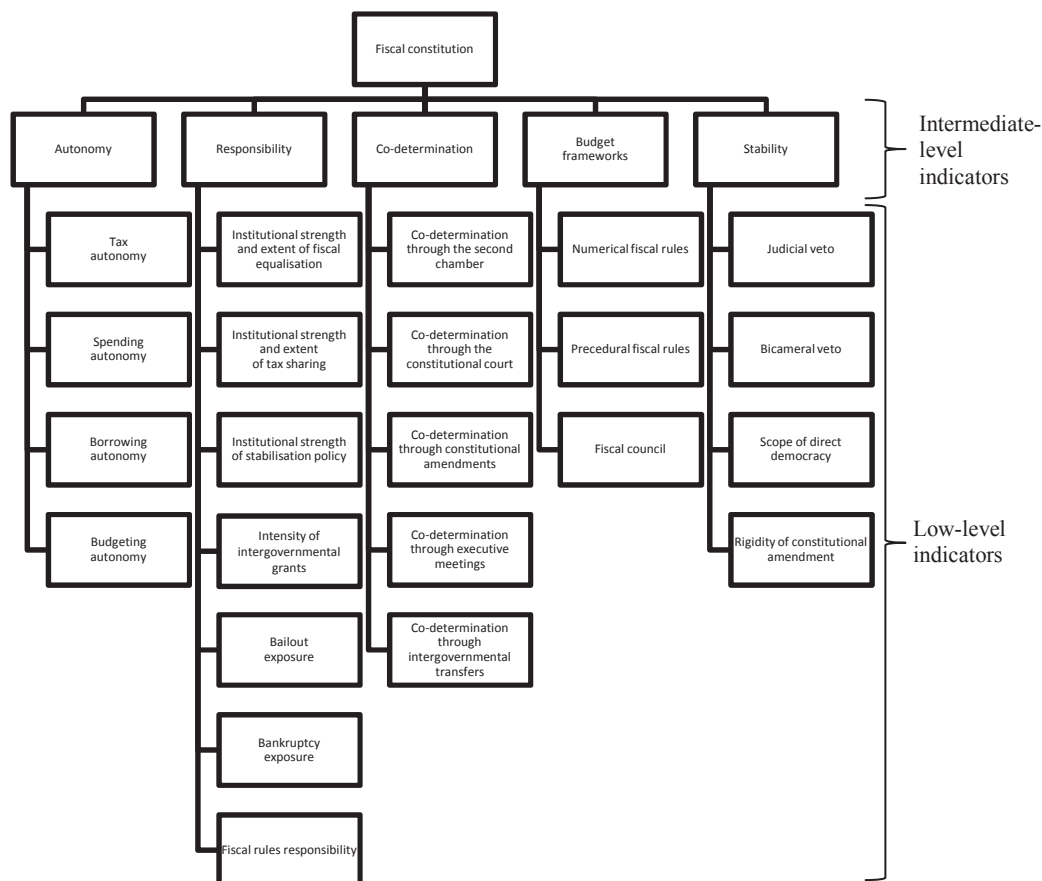 Fiscal constitution
Autonomy
Responsibility
Co-determination
Budget
frameworks
Stability
Intermediate-
level
indicators
Tax
autonomy
Spending
autonomy
Borrowing
autonomy
Budgeting
autonomy
Institutional strength
and extent of fiscal
equalisation
Institutional strength
and extent
of tax sharing
Institutional strength
of stabilisation policy
Intensity of
intergovernmental
grants
Bailout
exposure
Bankruptcy
exposure
Fiscal rules responsibility
Co-determination
through the second
chamber
Co-determination
through the
constitutional court
Co-determination
through constitutional
amendments
Co-determination
through executive
meetings
Co-determination
through
intergovernmental
transfers
Numerical fiscal rules
Precedural fiscal rules
Fiscal council
Judicial veto
Bicameral veto
Scope of direct
democracy
Rigidity of constitutional
amendment
Low-level
indicators